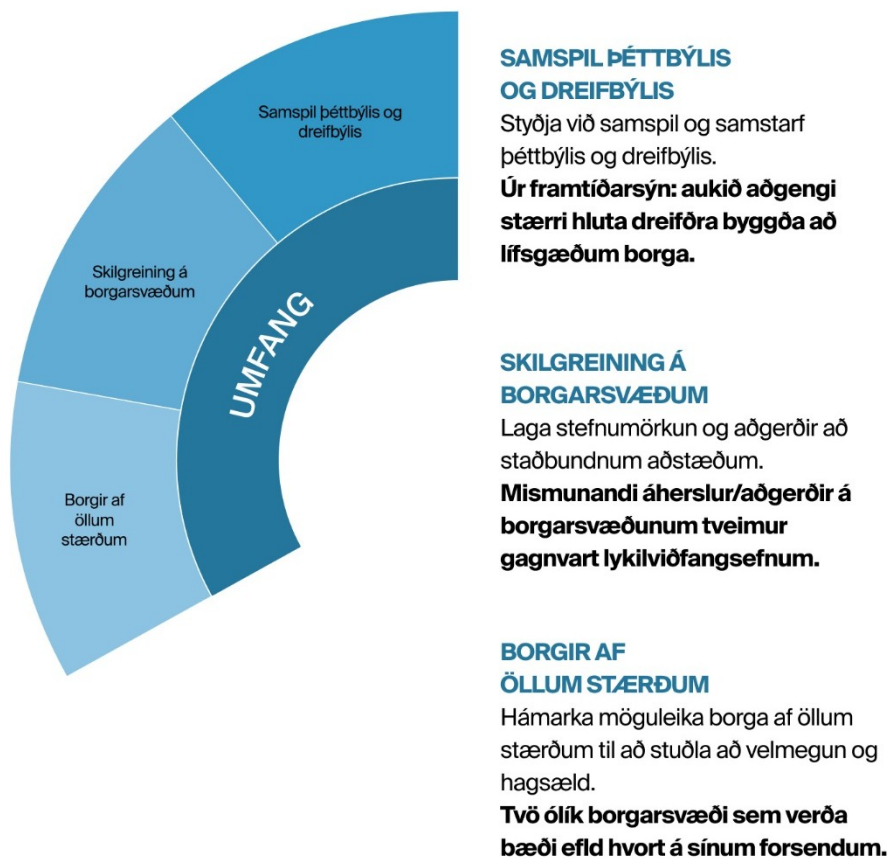 Samspil þéttbýlis og
dreifbýlis
Skilgreining á
borgarsvæðum
Borgir af
öllum
stærðum
UMFANG
SAMSPIL ÞÉTTBÝLIS
OG DREIFBÝLIS
Styðja við samspil og samstarf
þéttbýlis og dreifbýlis.
Úr framtíðarsýn: aukið aðgengi
stærri hluta dreifðra byggða að
lífsgæðum borga.
SKILGREINING Á
BORGARSVÆÐUM
Laga stefnumörkun og aðgerðir að
staðbundnum aðstæðum.
Mismunandi áherslur/aðgerðir á
borgarsvæðunum tveimur
gagnvart lykilviðfangsefnum.
BORGIR AF
ÖLLUM STÆRÐUM
Hámarka möguleika borga af öllum
stærðum til að stuðla að velmegun og
hagsæld.
Tvö ólík borgarsvæði sem verða
bæði efld hvort á sínum forsendum.